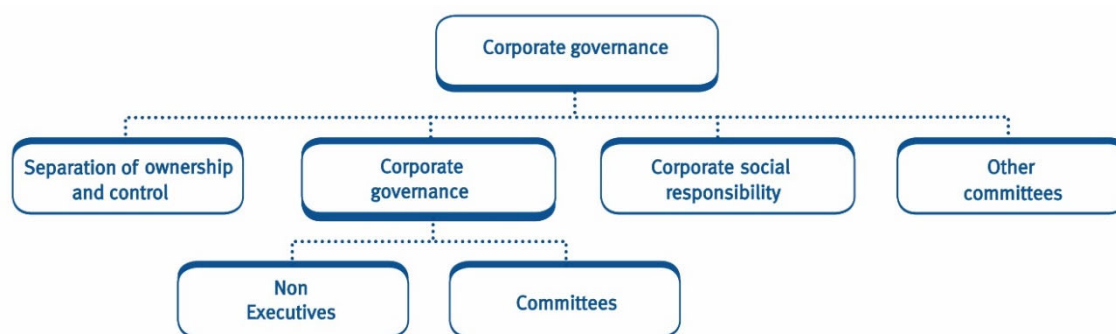 Corporate governance
Separation of ownership
and control
Corporate
governance
Corporate social
responsibility
Other
committees
Non
Executives
Committees